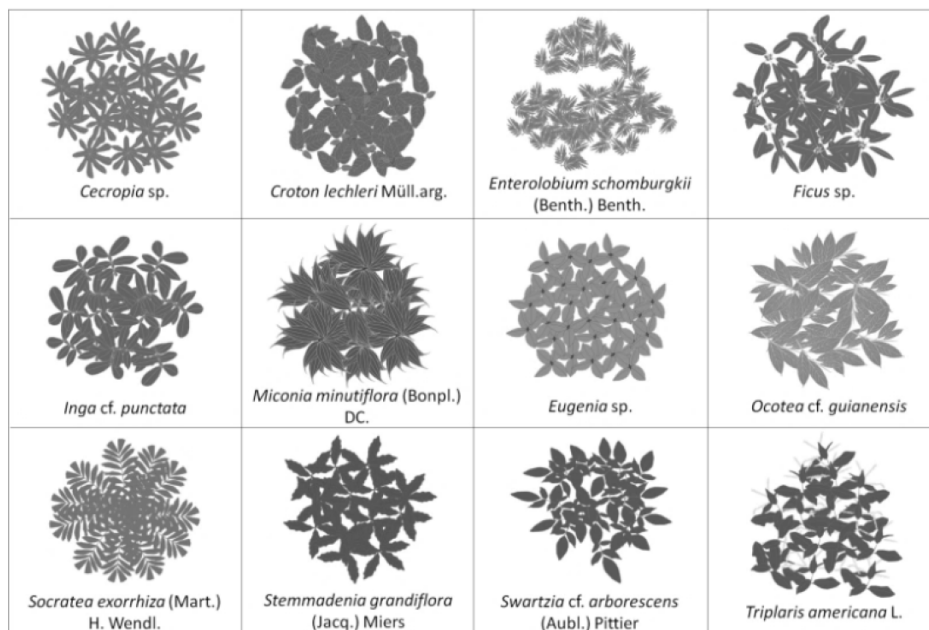 Cecropia sp.
Croton lechleri Müll.arg.
Enterolobium schomburgkii
(Benth.) Benth.
Ficus sp.
Inga cf. punctata
Miconia minutiflora (Bonpl.)
DC.
Eugenia sp.
Ocotea cf. guianensis
Socratea exorrhiza (Mart.)
H. Wendl.
Stemmadenia grandiflora
(Jacq.) Miers
Swartzia cf. arborescens
(Aubl.) Pittier
Triplaris americana L.